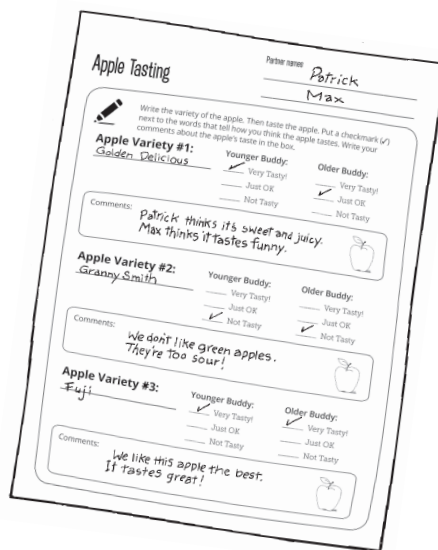 Apple Tasting
Partner names
Patrick
Max
Write the variety of the apple. Then taste the apple. Put a checkmark (✓)
next to the words that tell how you think the apple tastes. Write your
comments about the apple's taste in the box.
Apple Variety #1:
Golden Delicious
Younger Buddy:
✓ Very Tasty!
Just OK
Not Tasty
Older Buddy:
Very Tasty!
✓ Just OK
Not Tasty
Comments:
Patrick thinks it's sweet and juicy.
Max thinks it tastes funny.
Apple Variety #2:
Granny Smith
Younger Buddy:
Very Tasty!
Just OK
✓ Not Tasty
Older Buddy:
Very Tasty!
Just OK
✓ Not Tasty
Comments:
We don't like green apples.
They're too sour!
Apple Variety #3:
Fuji
Younger Buddy:
✓ Very Tasty!
Just OK
Not Tasty
Older Buddy:
✓ Very Tasty!
Just OK
Not Tasty
Comments:
We like this apple the best.
It tastes great!